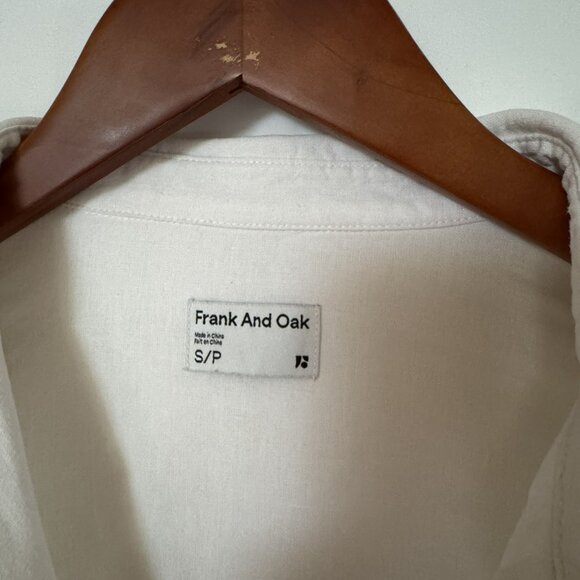 Frank And Oak
Made in China
Fait en Chine
S/P